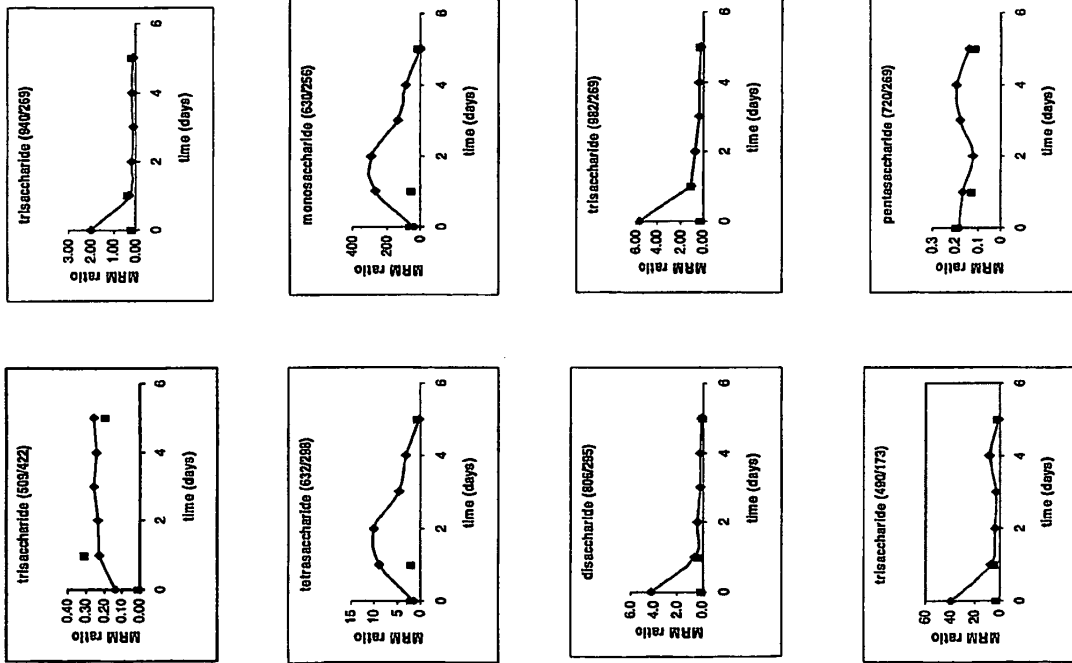 trisaccharide (509/422)
MRM ratio
0.40
0.30
0.20
0.10
0.00
0 2 4 6
time (days)
trisaccharide (940/269)
MRM ratio
3.00
2.00
1.00
0.00
0 2 4 6
time (days)
tetrasaccharide (632/298)
MRM ratio
15
10
5
0
0 2 4 6
time (days)
monosaccharide (630/256)
MRM ratio
400
200
0
0 2 4 6
time (days)
disaccharide (806/295)
MRM ratio
6.0
4.0
2.0
0.0
0 2 4 6
time (days)
trisaccharide (982/269)
MRM ratio
6.00
4.00
2.00
0.00
0 2 4 6
time (days)
trisaccharide (490/173)
MRM ratio
60
40
20
0
0 2 4 6
time (days)
pentasaccharide (720/269)
MRM ratio
0.3
0.2
0.1
0
0 2 4 6
time (days)